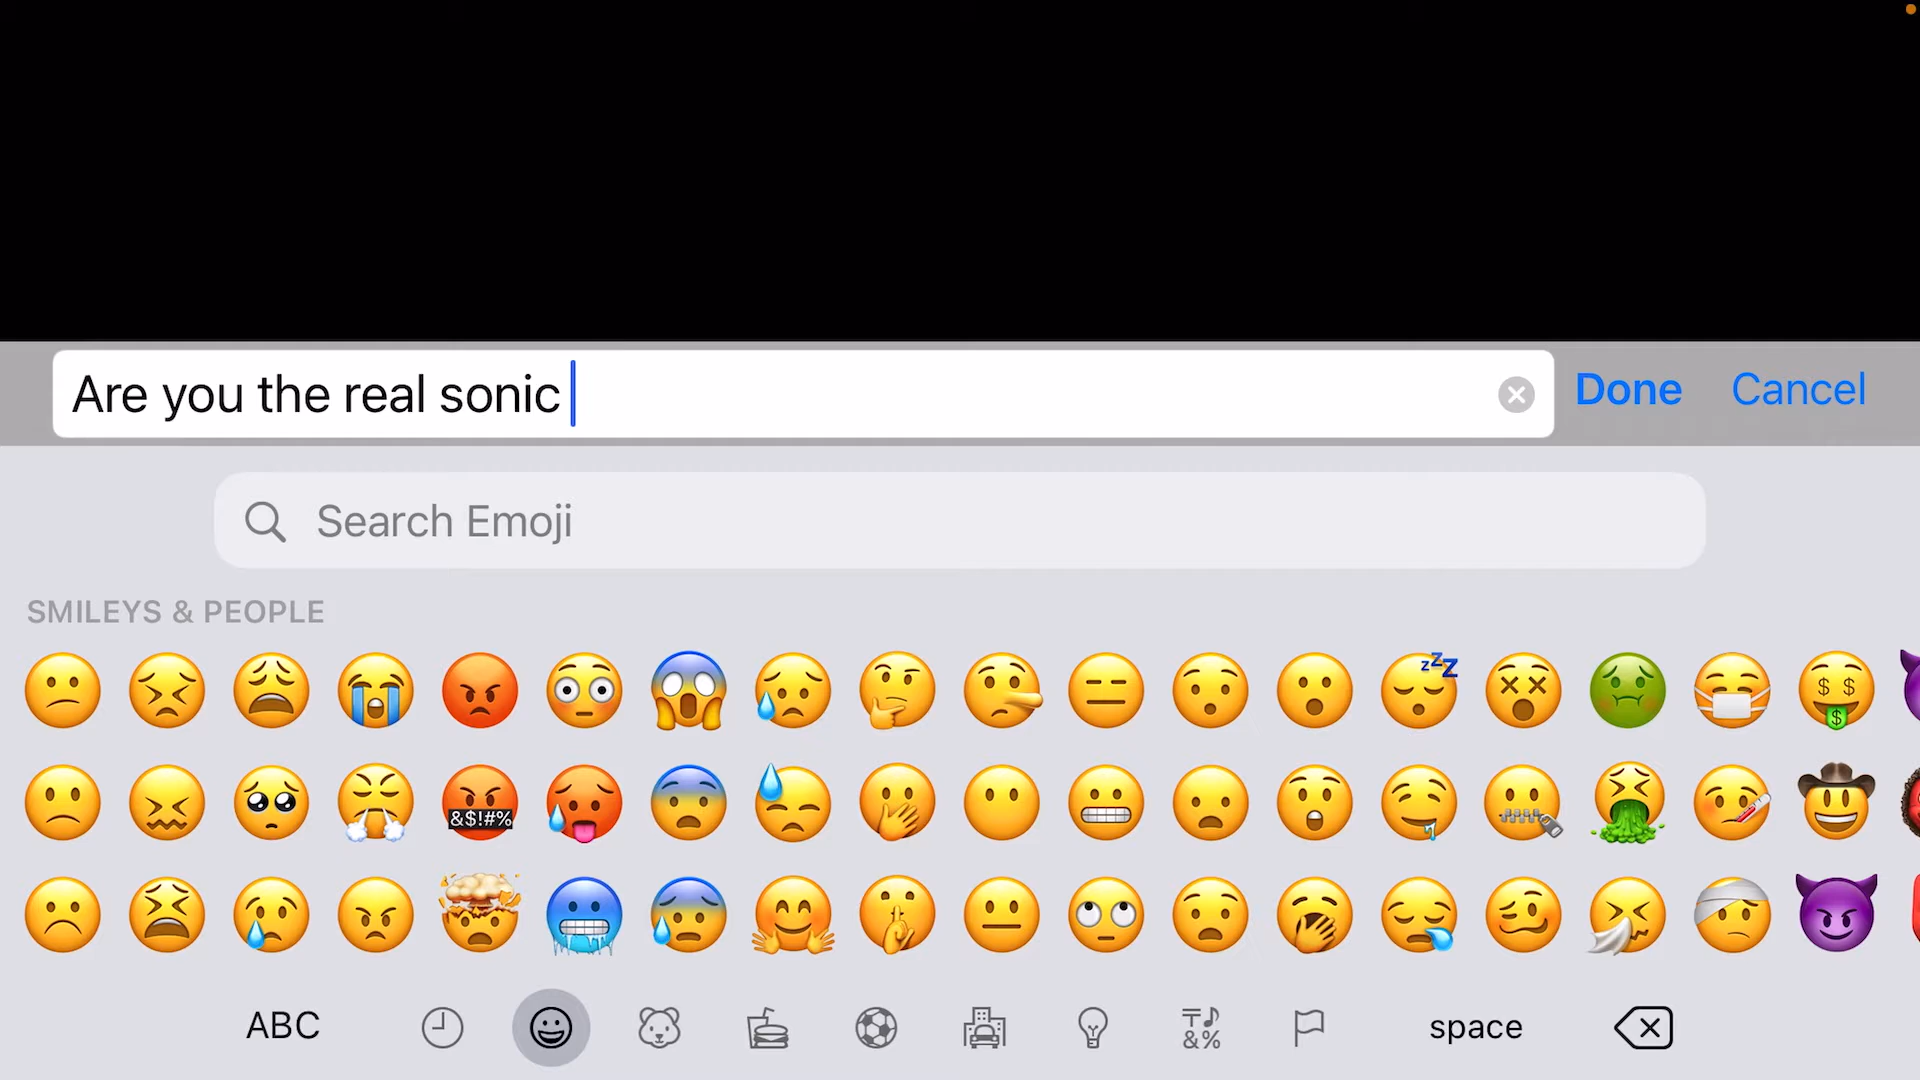 Are you the real sonic
Done
Cancel
Search Emoji
SMILEYS & PEOPLE
ABC
space